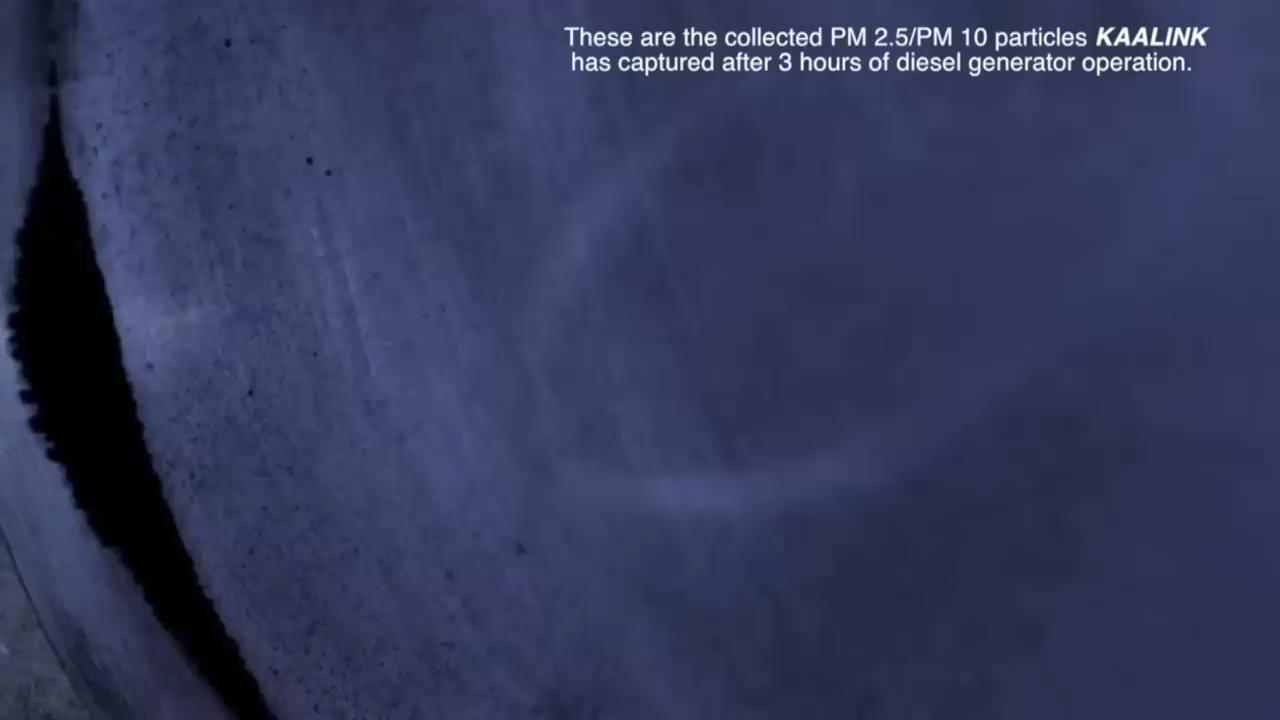 These are the collected PM 2.5/PM 10 particles KAALINK
has captured after 3 hours of diesel generator operation.